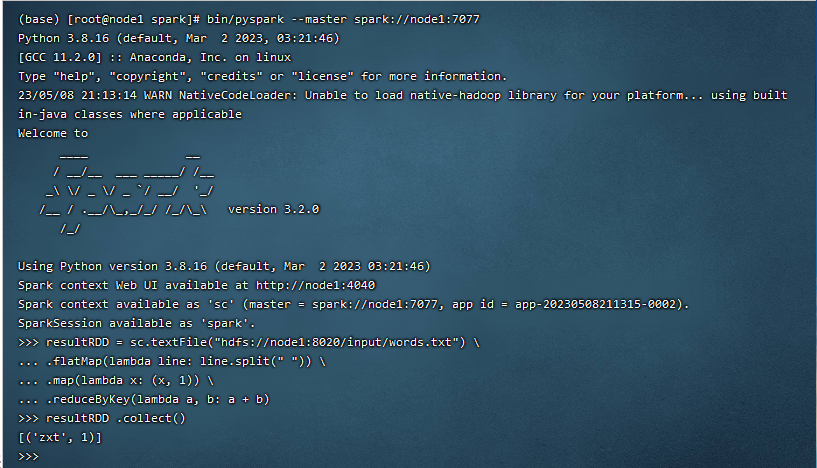 (base) [root@node1 spark]# bin/pyspark --master spark://node1:7077
Python 3.8.16 (default, Mar  2 2023, 03:21:46)
[GCC 11.2.0] :: Anaconda, Inc. on linux
Type "help", "copyright", "credits" or "license" for more information.
23/05/08 21:13:14 WARN NativeCodeLoader: Unable to load native-hadoop library for your platform... using built
in-java classes where applicable
Welcome to
      ____              __
     / __/__  ___ _____/ /__
    _\ \/ _ \/ _ `/ __/  '_/
   /__ / .__/\_,_/_/ /_/\_\   version 3.2.0
      /_/
Using Python version 3.8.16 (default, Mar  2 2023 03:21:46)
Spark context Web UI available at http://node1:4040
Spark context available as 'sc' (master = spark://node1:7077, app id = app-20230508211315-0002).
SparkSession available as 'spark'.
>>> resultRDD = sc.textFile("hdfs://node1:8020/input/words.txt") \
... .flatMap(lambda line: line.split(" ")) \
... .map(lambda x: (x, 1)) \
... .reduceByKey(lambda a, b: a + b)
>>> resultRDD .collect()
[('zxt', 1)]
>>>